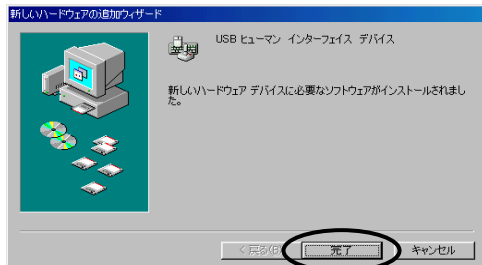 新しいハードウェアの追加ウィザード
USB ヒューマン インターフェイス デバイス
新しいハードウェア デバイスに必要なソフトウェアがインストールされまし
た。
< 戻る(B)
完了
キャンセル